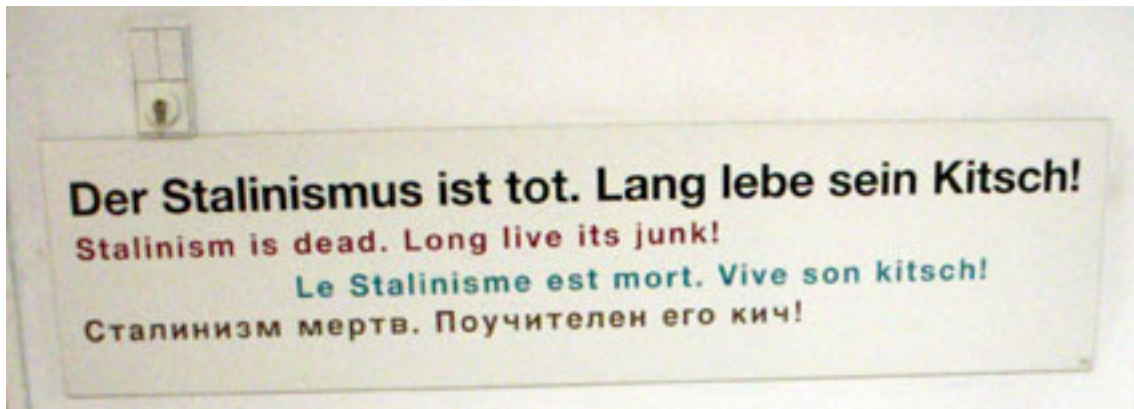 Der Stalinismus ist tot. Lang lebe sein Kitsch!
Stalinism is dead. Long live its junk!
Le Stalinisme est mort. Vive son kitsch!
Сталинизм мертв. Поучителен его кич!